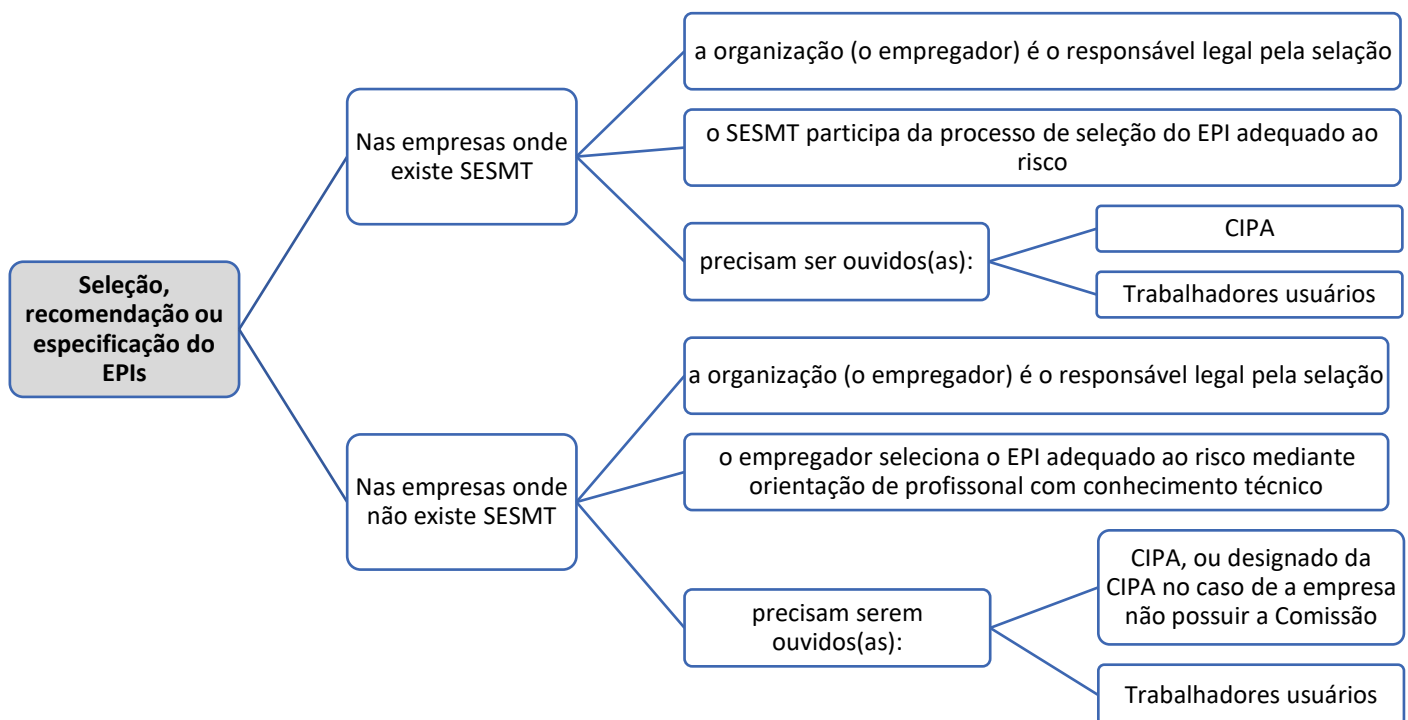 Seleção,
recomendação ou
especificação do
EPIs
Nas empresas onde
existe SESMT
a organização (o empregador) é o responsável legal pela selação
o SESMT participa da processo de seleção do EPI adequado ao
risco
precisam ser ouvidos(as):
CIPA
Trabalhadores usuários
Nas empresas onde
não existe SESMT
a organização (o empregador) é o responsável legal pela selação
o empregador seleciona o EPI adequado ao risco mediante
orientação de profissonal com conhecimento técnico
precisam serem
ouvidos(as):
CIPA, ou designado da
CIPA no caso de a empresa
não possuir a Comissão
Trabalhadores usuários